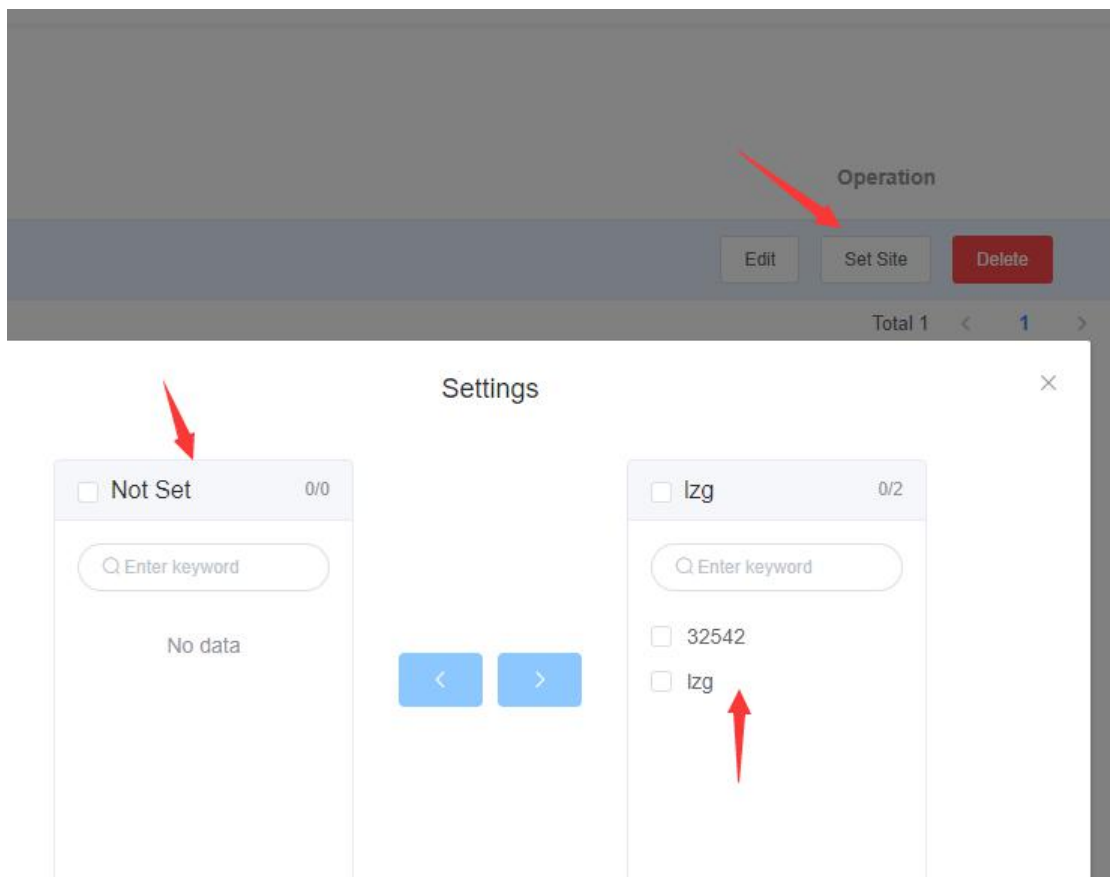 Operation
Edit Set Site Delete
Total 1 < 1 >
Settings
Not Set 0/0
lzg 0/2
Enter keyword
Enter keyword
No data
32542
lzg